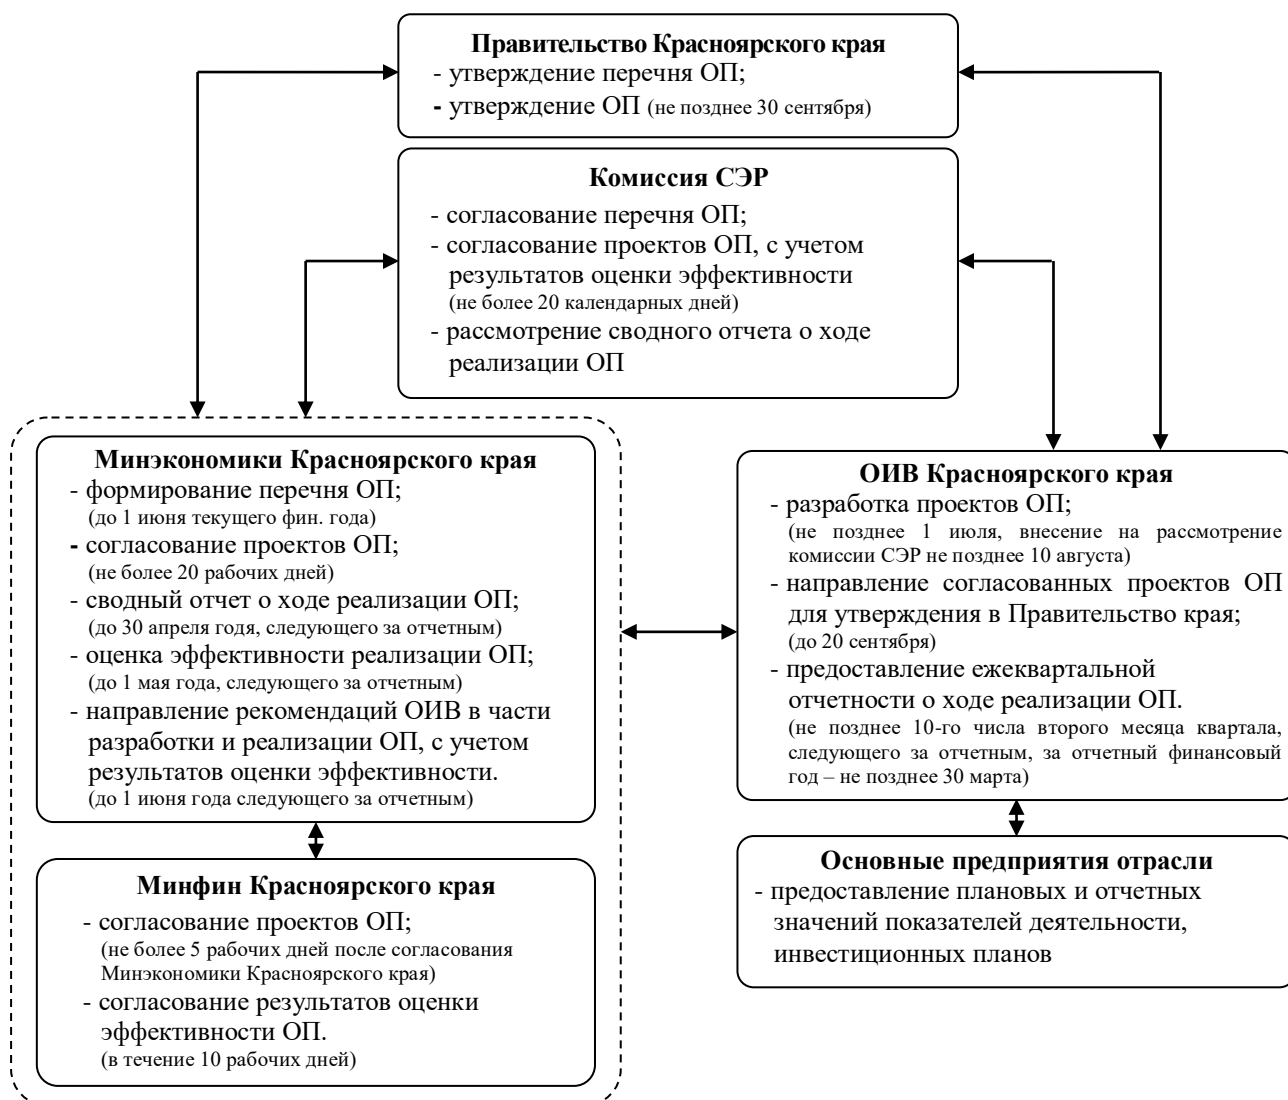 Правительство Красноярского края
- утверждение перечня ОП;
- утверждение ОП (не позднее 30 сентября)
Комиссия СЭР
- согласование перечня ОП;
- согласование проектов ОП, с учетом
результатов оценки эффективности
(не более 20 календарных дней)
- рассмотрение сводного отчета о ходе
реализации ОП
Минэкономики Красноярского края
- формирование перечня ОП;
(до 1 июня текущего фин. года)
- согласование проектов ОП;
(не более 20 рабочих дней)
- сводный отчет о ходе реализации ОП;
(до 30 апреля годя, следующего за отчетным)
- оценка эффективности реализации ОП;
(до 1 мая года, следующего за отчетным)
- направление рекомендаций ОИВ в части
разработки и реализации ОП, с учетом
результатов оценки эффективности.
(до 1 июня года следующего за отчетным)
Минфин Красноярского края
- согласование проектов ОП;
(не более 5 рабочих дней после согласования
Минэкономики Красноярского края)
- согласование результатов оценки
эффективности ОП.
(в течение 10 рабочих дней)
ОИВ Красноярского края
- разработка проектов ОП;
(не позднее 1 июля, внесение на рассмотрение
комиссии СЭР не позднее 10 августа)
- направление согласованных проектов ОП
для утверждения в Правительство края;
(до 20 сентября)
- предоставление ежеквартальной
отчетности о ходе реализации ОП.
(не позднее 10-го числа второго месяца квартала,
следующего за отчетным, за отчетный финансовый
год – не позднее 30 марта)
Основные предприятия отрасли
- предоставление плановых и отчетных
значений показателей деятельности,
инвестиционных планов